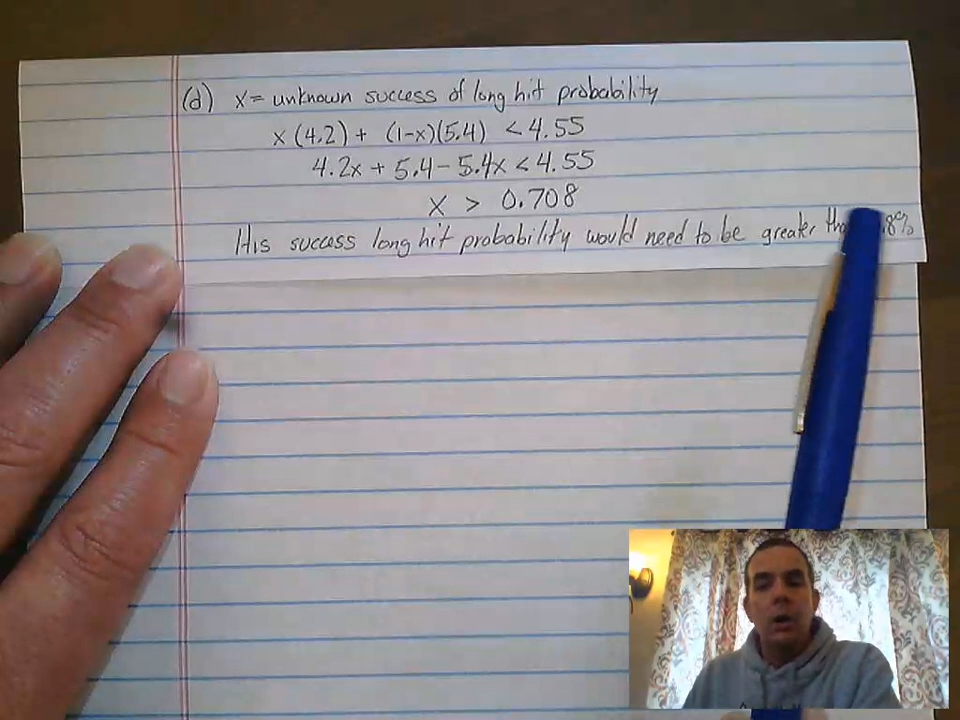 (d) x = unknown success of long hit probability
x(4.2) + (1-x)(5.4) < 4.55
4.2x + 5.4 - 5.4x < 4.55
x > 0.708
His success long hit probability would need to be greater